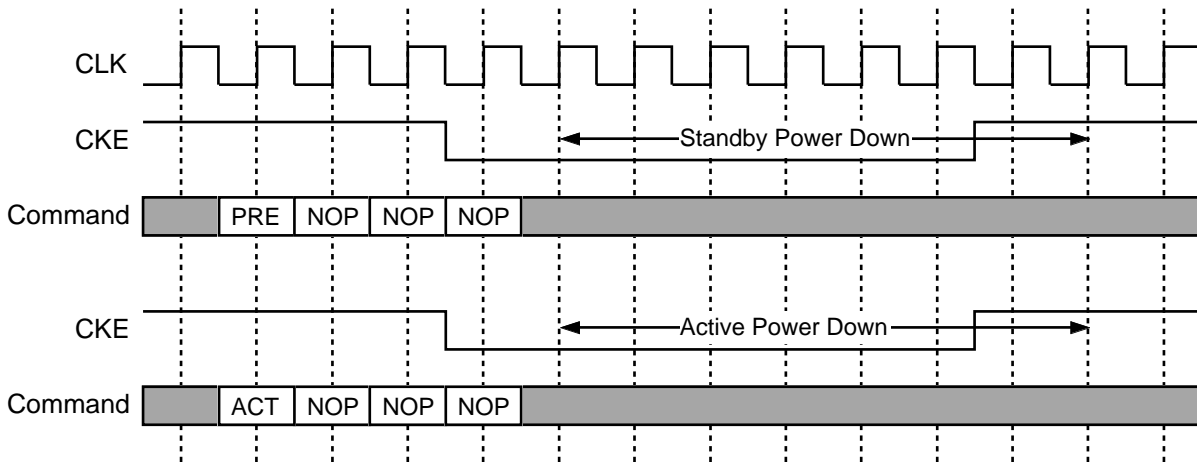 CLK
CKE
Standby Power Down
Command
PRE NOP NOP NOP
CKE
Active Power Down
Command
ACT NOP NOP NOP